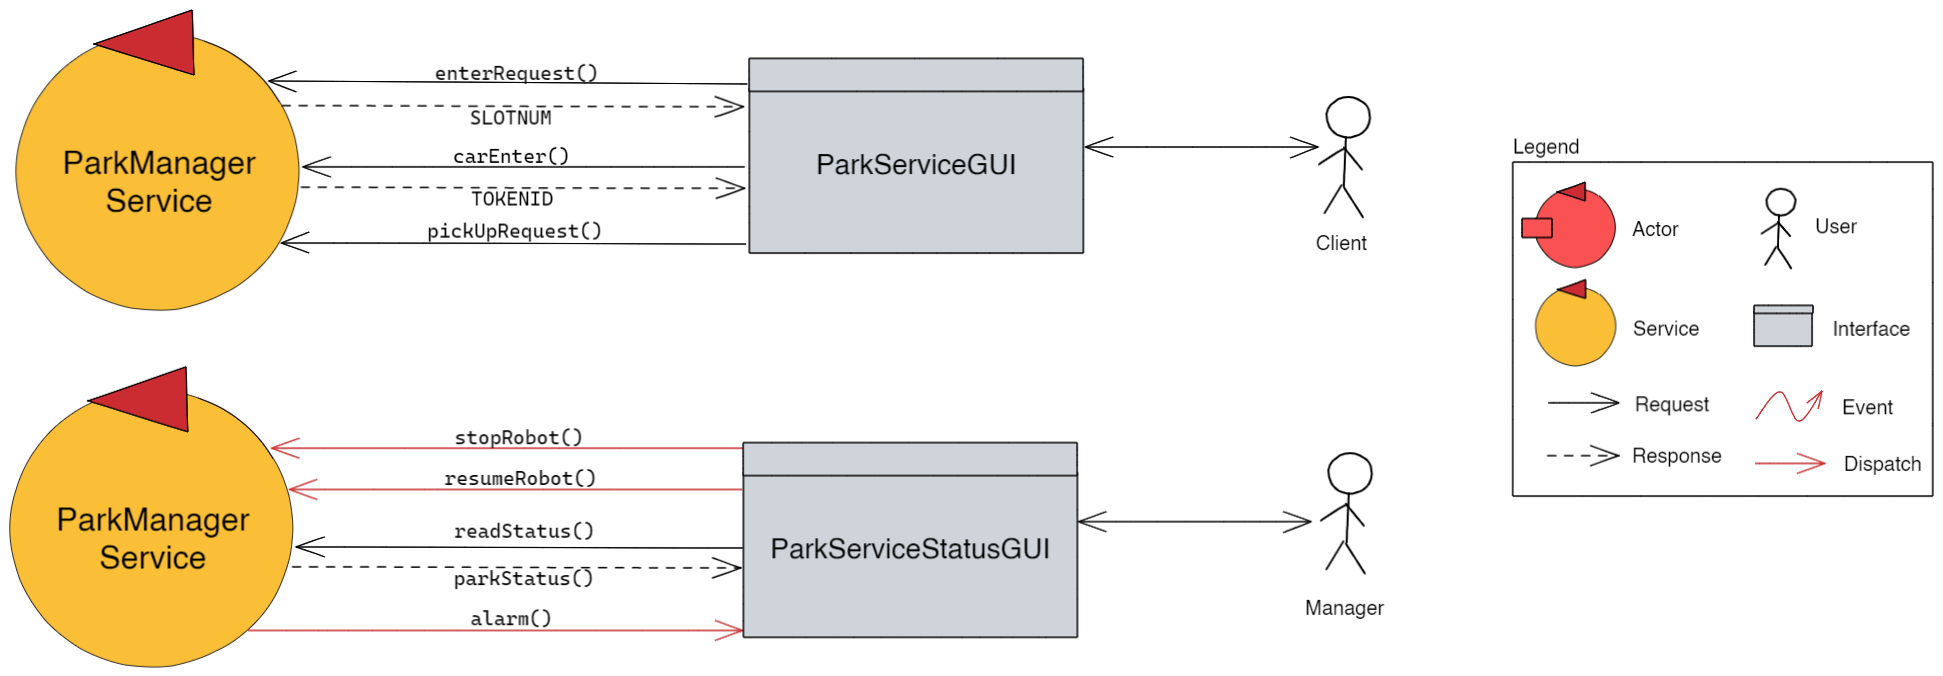 enterRequest()
SLOTNUM
carEnter()
TOKENID
pickUpRequest()
ParkManager
Service
ParkServiceGUI
Client
stopRobot()
resumeRobot()
readStatus()
parkStatus()
alarm()
ParkManager
Service
ParkServiceStatusGUI
Manager
Legend
Actor
User
Service
Interface
Request
Event
Response
Dispatch